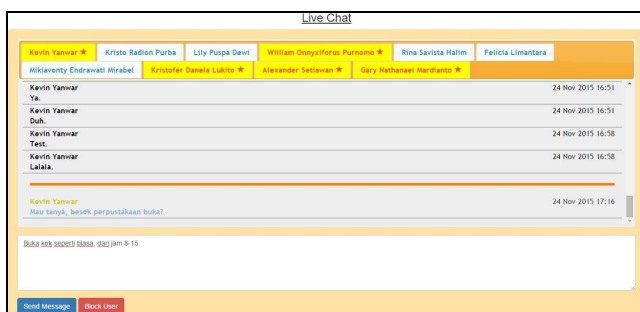 Live Chat
Kevin Yanwar ★ Kristo Radion Purba Lily Puspa Dewi William Onnyxiforus Purnomo ★ Rina Savista Halim Felicia Limantara
Miklavonty Endrawati Mirabel Kristofer Daneia Lukito ★ Alexander Setiawan ★ Gary Nathanaei Mardianto ★
Kevin Yanwar 24 Nov 2015 16:51
Ya.
Kevin Yanwar 24 Nov 2015 16:51
Duh.
Kevin Yanwar 24 Nov 2015 16:58
Test.
Kevin Yanwar 24 Nov 2015 16:58
Lalala.
Kevin Yanwar 24 Nov 2015 17:16
Mau tanya, besok perpustakaan buka?
Buka kok seperti biasa, dari jam 8-15.
Send Message Block User